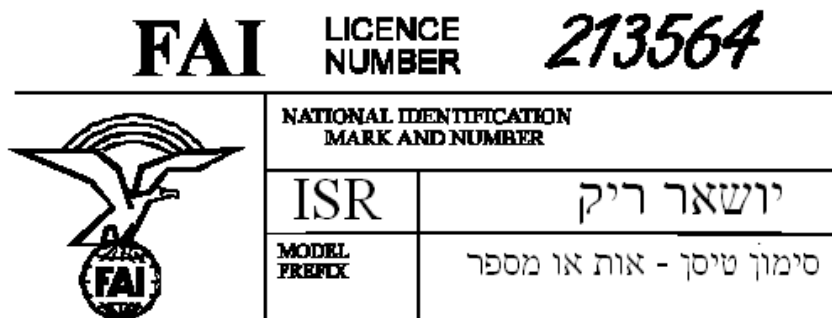 FAI LICENCE NUMBER 213564
NATIONAL IDENTIFICATION
MARK AND NUMBER
ISR יושאר ריק
MODEL PREFIX סימון טיסן - אות או מספר
FAI